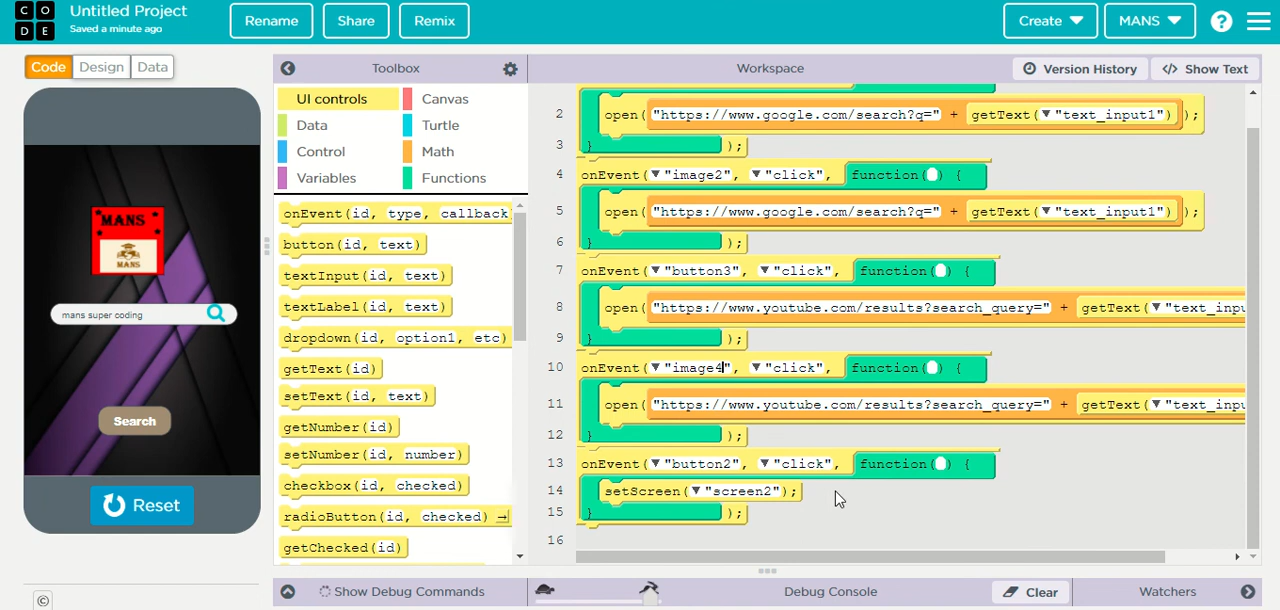 CODE
Untitled Project
Saved a minute ago
Rename
Share
Remix
Create
MANS
?
Code
Design
Data
Toolbox
Workspace
Version History
</> Show Text
UI controls
Canvas
Data
Turtle
Control
Math
Variables
Functions
onEvent(id, type, callback
button(id, text)
textInput(id, text)
textLabel(id, text)
dropdown(id, option1, etc)
getText(id)
setText(id, text)
getNumber(id)
setNumber(id, number)
checkbox(id, checked)
radioButton(id, checked)
getChecked(id)
MANS
MANS
mans super coding
Search
Reset
2 open( "https://www.google.com/search?q=" + getText( ▼ "text_input1") );
3 } );
4 onEvent( ▼ "image2", ▼ "click", function( ) {
5 open( "https://www.google.com/search?q=" + getText( ▼ "text_input1") );
6 } );
7 onEvent( ▼ "button3", ▼ "click", function( ) {
8 open( "https://www.youtube.com/results?search_query=" + getText( ▼ "text_inpu
9 } );
10 onEvent( ▼ "image4", ▼ "click", function( ) {
11 open( "https://www.youtube.com/results?search_query=" + getText( ▼ "text_inpu
12 } );
13 onEvent( ▼ "button2", ▼ "click", function( ) {
14 setScreen( ▼ "screen2");
15 } );
16
©
Show Debug Commands
Debug Console
Clear
Watchers